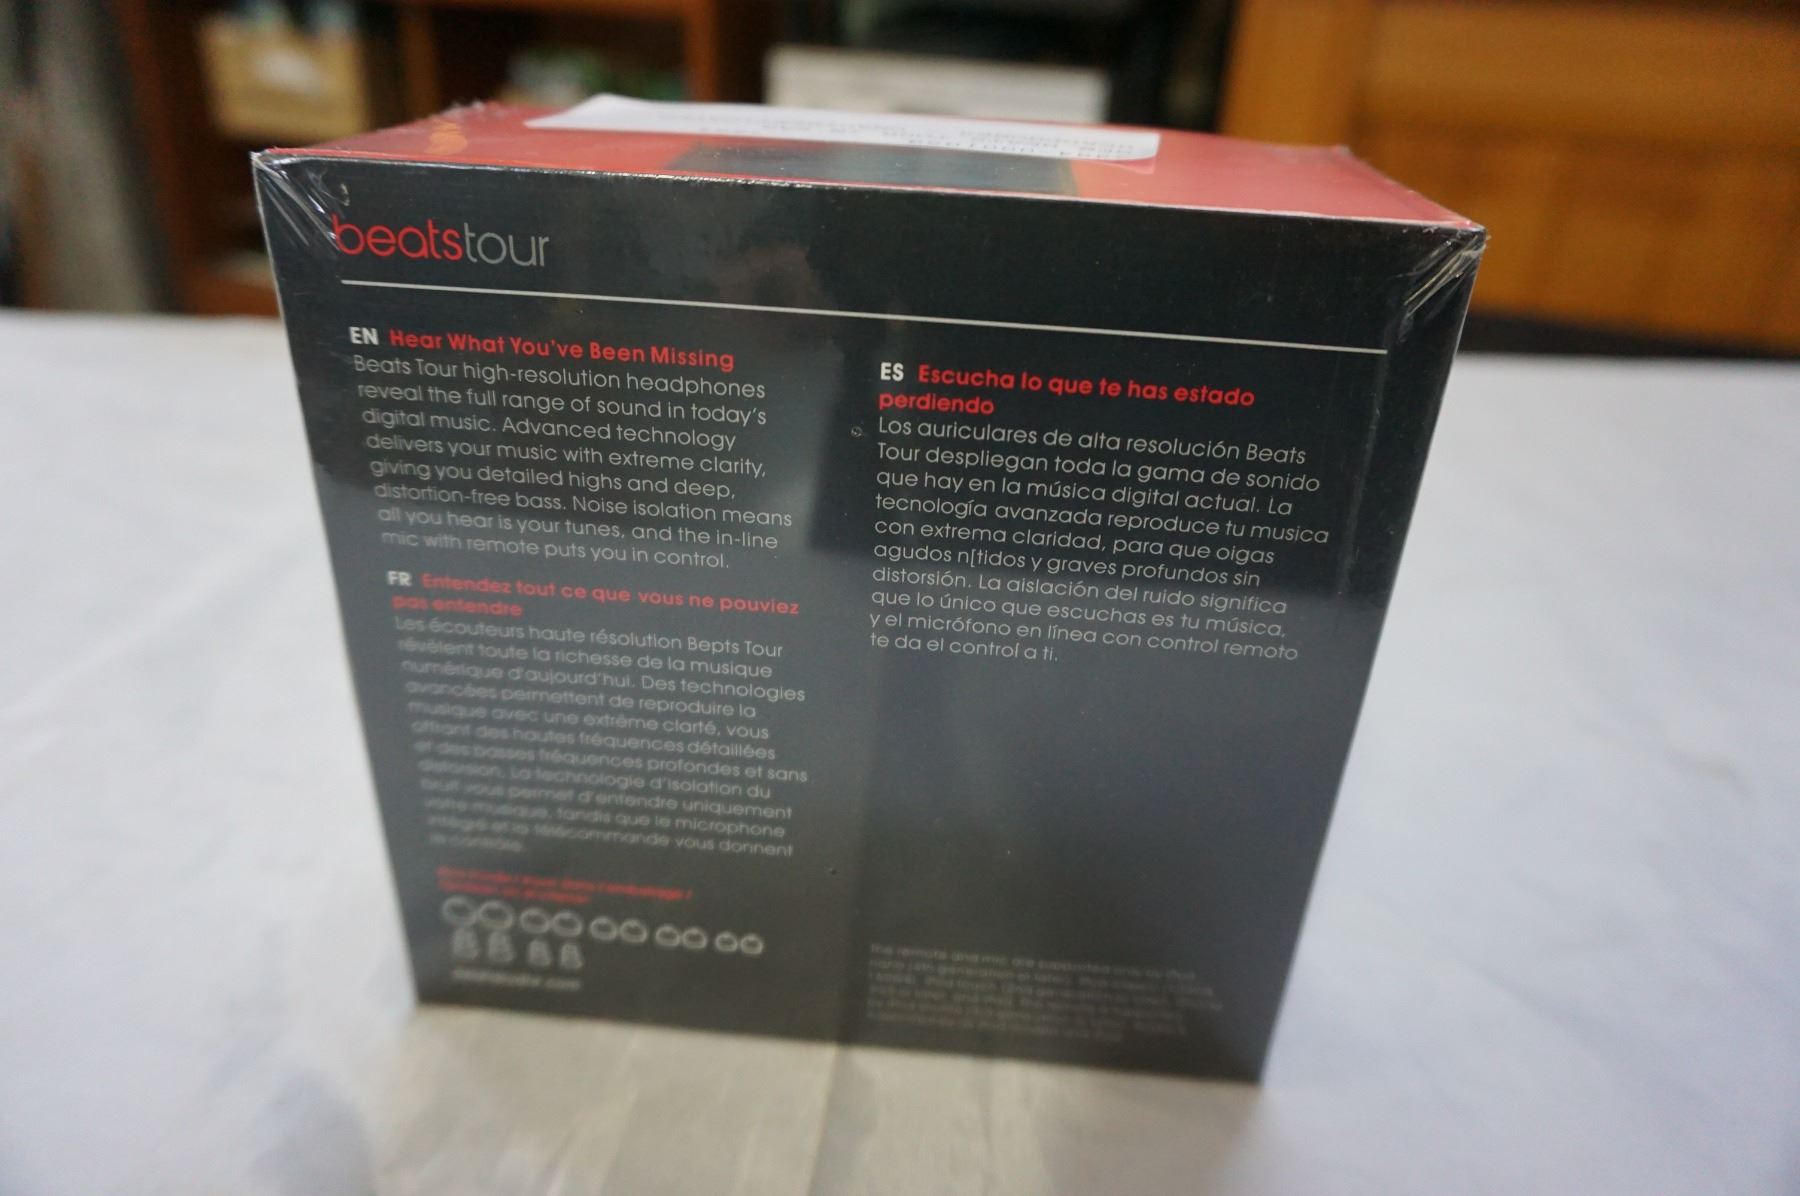 beatstour
EN Hear What You've Been Missing
Beats Tour high-resolution headphones
reveal the full range of sound in today's
digital music. Advanced technology
delivers your music with extreme clarity,
giving you detailed highs and deep,
distortion-free bass. Noise isolation means
all you hear is your tunes, and the in-line
mic with remote puts you in control.
FR Entendez tout ce que vous ne pouviez
pas entendre
Les écouteurs haute résolution Bepts Tour
révèlent toute la richesse de la musique
numérique d'aujourd'hui. Des technologies
avancées permettent de reproduire la
musique avec une extrême clarté, vous
offrant des hautes fréquences détaillées
et des basses fréquences profondes et sans
distorsion. La technologie d'isolation du
bruit vous permet d'entendre uniquement
votre musique, tandis que le microphone
intégré et la télécommande vous donnent
le contrôle.
ES Escucha lo que te has estado
perdiendo
Los auriculares de alta resolución Beats
Tour despliegan toda la gama de sonido
que hay en la música digital actual. La
tecnología avanzada reproduce tu musica
con extrema claridad, para que oigas
agudos n[tidos y graves profundos sin
distorsión. La aislación del ruido significa
que lo único que escuchas es tu música,
y el micrófono en línea con control remoto
te da el control a ti.
The remote and mic are supported only by iPod